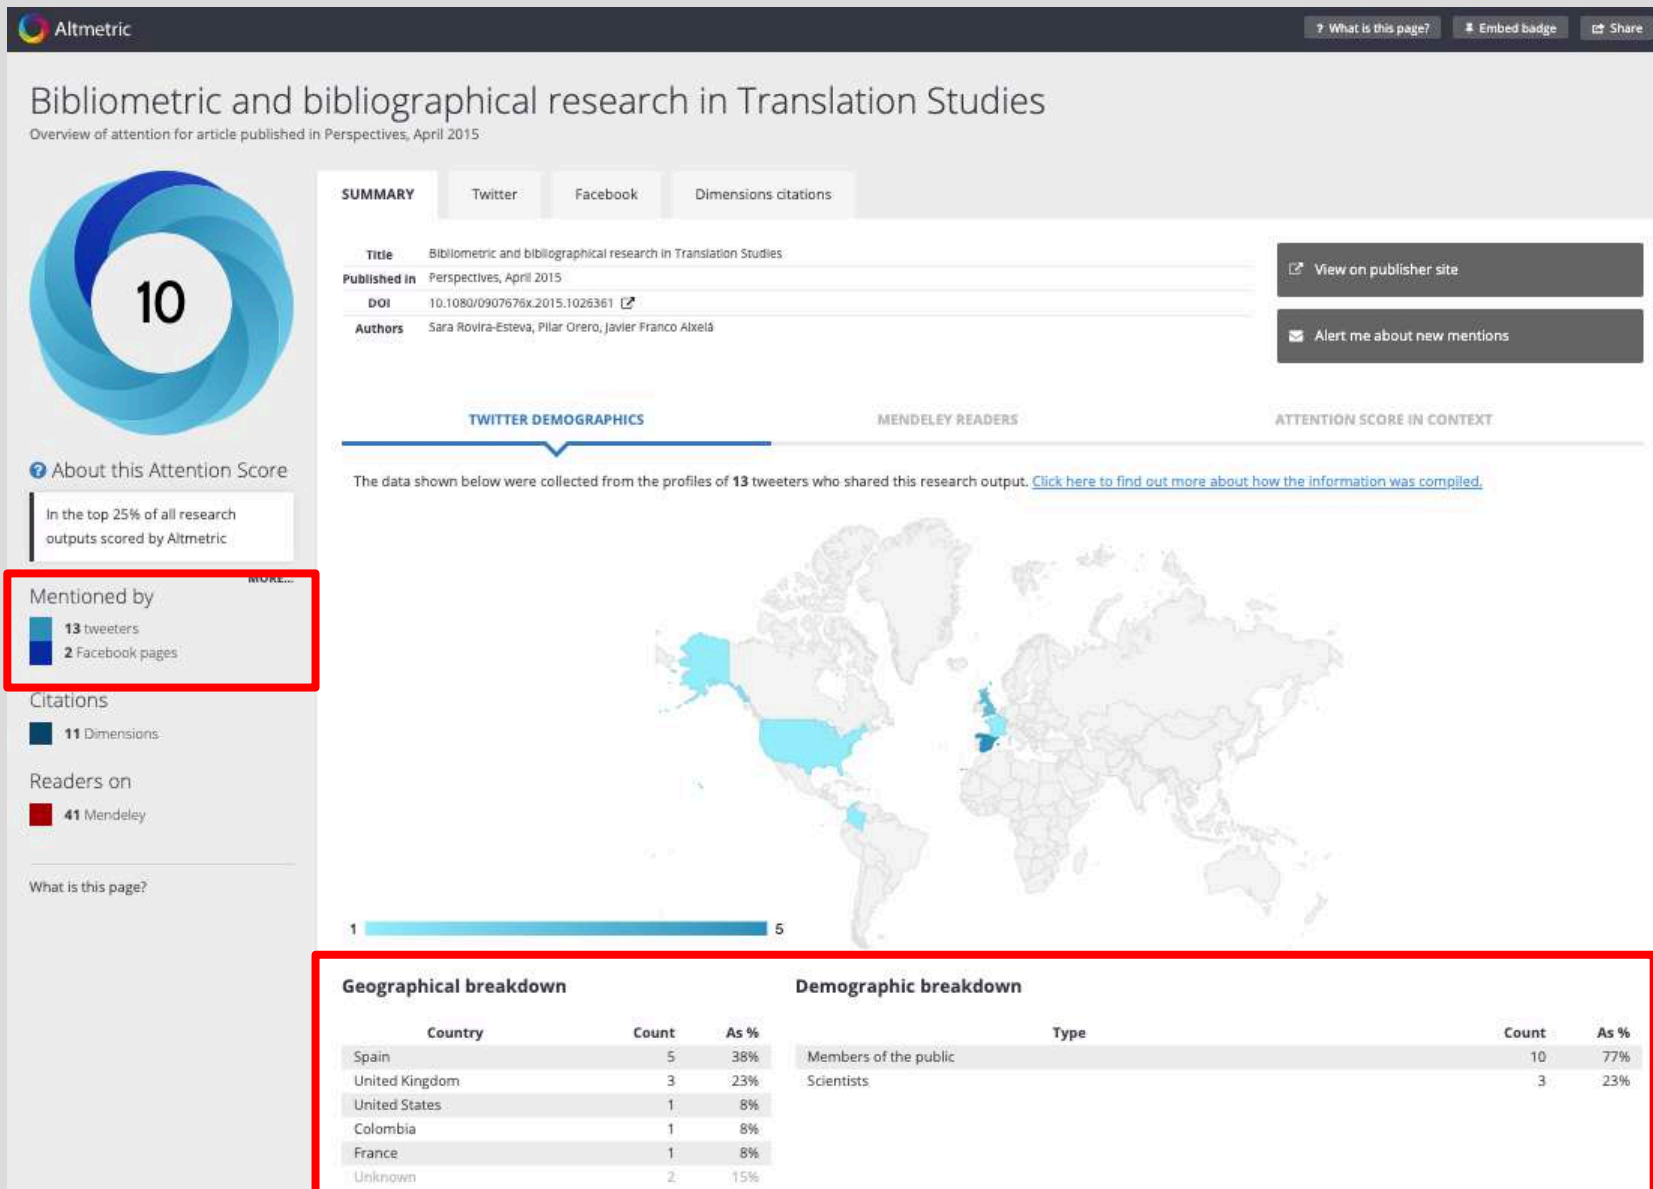 Altmetric
? What is this page?
Embed badge
Share
Bibliometric and bibliographical research in Translation Studies
Overview of attention for article published in Perspectives, April 2015
10
SUMMARY
Twitter
Facebook
Dimensions citations
Title Bibliometric and bibliographical research in Translation Studies
Published in Perspectives, April 2015
DOI 10.1080/0907676x.2015.1026361
Authors Sara Rovira-Esteva, Pilar Orero, Javier Franco Aixelá
View on publisher site
Alert me about new mentions
? About this Attention Score
In the top 25% of all research
outputs scored by Altmetric
MORE...
Mentioned by
13 tweeters
2 Facebook pages
Citations
11 Dimensions
Readers on
41 Mendeley
What is this page?
TWITTER DEMOGRAPHICS
MENDELEY READERS
ATTENTION SCORE IN CONTEXT
The data shown below were collected from the profiles of 13 tweeters who shared this research output. Click here to find out more about how the information was compiled.
1 5
Geographical breakdown
Country Count As %
Spain 5 38%
United Kingdom 3 23%
United States 1 8%
Colombia 1 8%
France 1 8%
Unknown 2 15%
Demographic breakdown
Type Count As %
Members of the public 10 77%
Scientists 3 23%